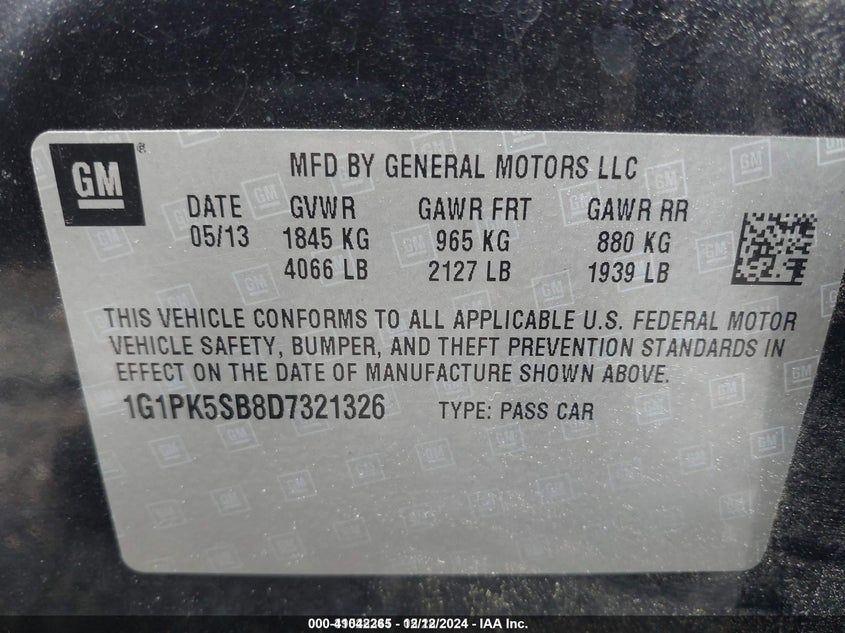 GM
MFD BY GENERAL MOTORS LLC
DATE GVWR GAWR FRT GAWR RR
05/13 1845 KG 965 KG 880 KG
4066 LB 2127 LB 1939 LB
THIS VEHICLE CONFORMS TO ALL APPLICABLE U.S. FEDERAL MOTOR
VEHICLE SAFETY, BUMPER, AND THEFT PREVENTION STANDARDS IN
EFFECT ON THE DATE OF MANUFACTURE SHOWN ABOVE.
1G1PK5SB8D7321326 TYPE: PASS CAR
- IAA Inc.